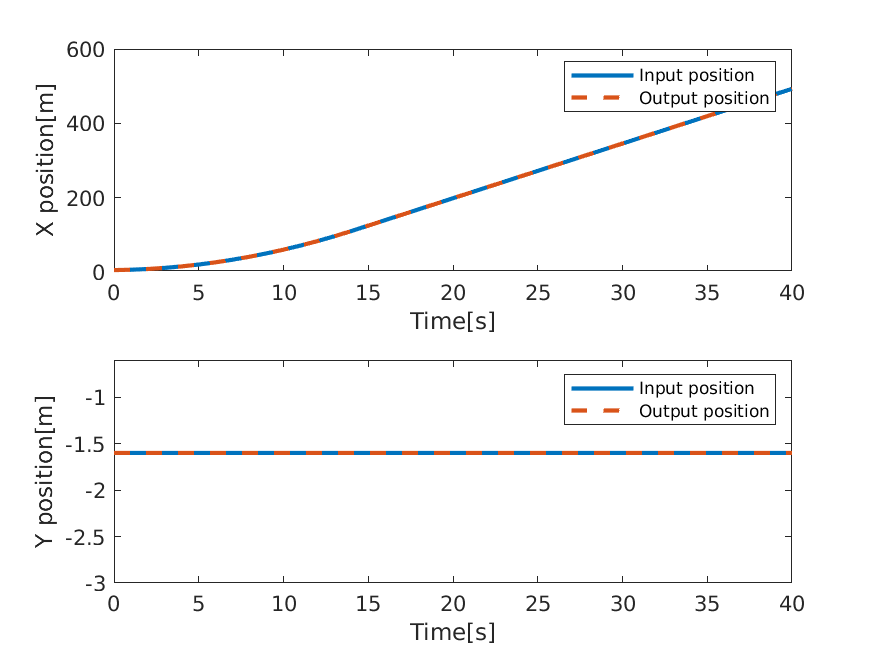 600
400
200
0
X position[m]
Input position
Output position
0 5 10 15 20 25 30 35 40
Time[s]
-1
-1.5
-2
-2.5
-3
Y position[m]
Input position
Output position
0 5 10 15 20 25 30 35 40
Time[s]